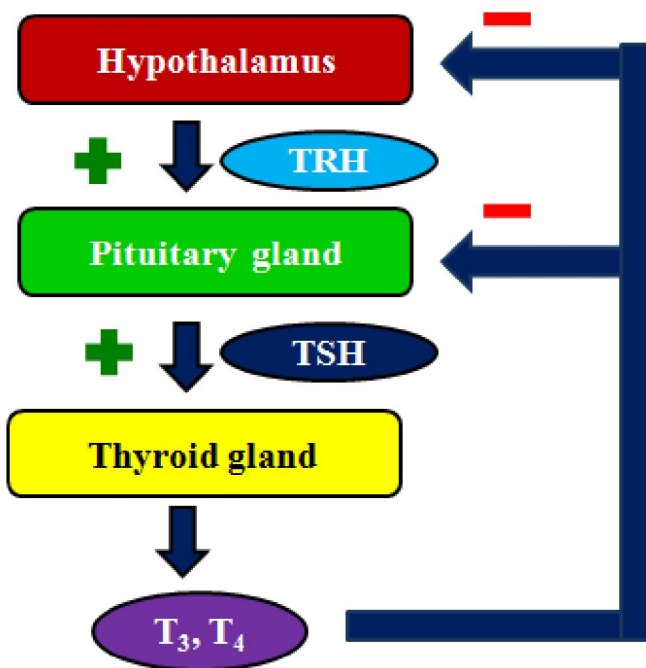 Hypothalamus
TRH
Pituitary gland
TSH
Thyroid gland
T₃, T₄